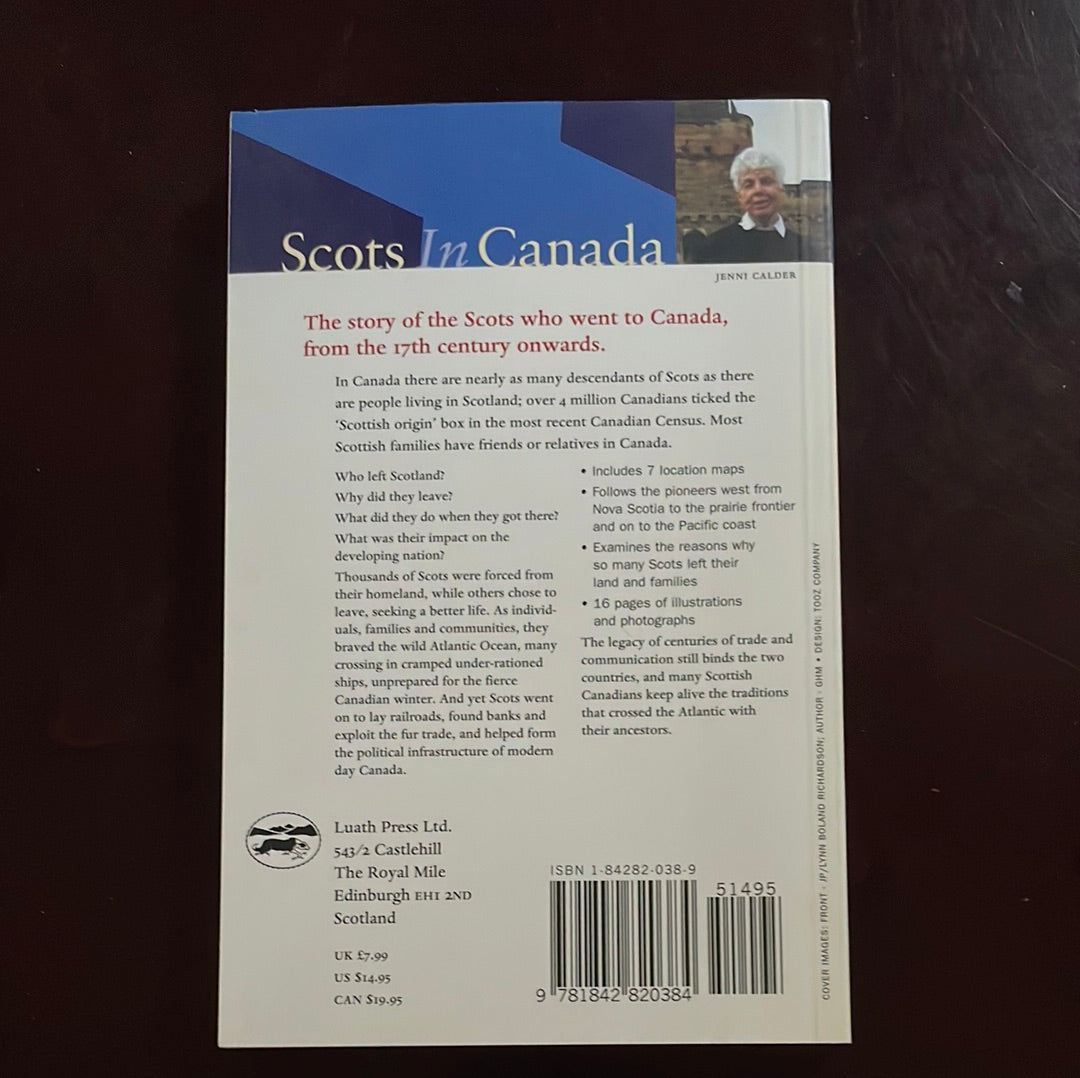 Scots In Canada
JENNI CALDER
The story of the Scots who went to Canada,
from the 17th century onwards.
In Canada there are nearly as many descendants of Scots as there
are people living in Scotland; over 4 million Canadians ticked the
'Scottish origin' box in the most recent Canadian Census. Most
Scottish families have friends or relatives in Canada.
Who left Scotland?
Why did they leave?
What did they do when they got there?
What was their impact on the
developing nation?
Thousands of Scots were forced from
their homeland, while others chose to
leave, seeking a better life. As individ-
uals, families and communities, they
braved the wild Atlantic Ocean, many
crossing in cramped under-rationed
ships, unprepared for the fierce
Canadian winter. And yet Scots went
on to lay railroads, found banks and
exploit the fur trade, and helped form
the political infrastructure of modern
day Canada.
• Includes 7 location maps
• Follows the pioneers west from
Nova Scotia to the prairie frontier
and on to the Pacific coast
• Examines the reasons why
so many Scots left their
land and families
• 16 pages of illustrations
and photographs
The legacy of centuries of trade and
communication still binds the two
countries, and many Scottish
Canadians keep alive the traditions
that crossed the Atlantic with
their ancestors.
Luath Press Ltd.
543/2 Castlehill
The Royal Mile
Edinburgh EH1 2ND
Scotland
UK £7.99
US $14.95
CAN $19.95
ISBN 1-84282-038-9
51495
9 781842 820384
COVER IMAGES: FRONT · JP/LYNN BOLAND RICHARDSON; AUTHOR · GHM • DESIGN: TOOZ COMPANY